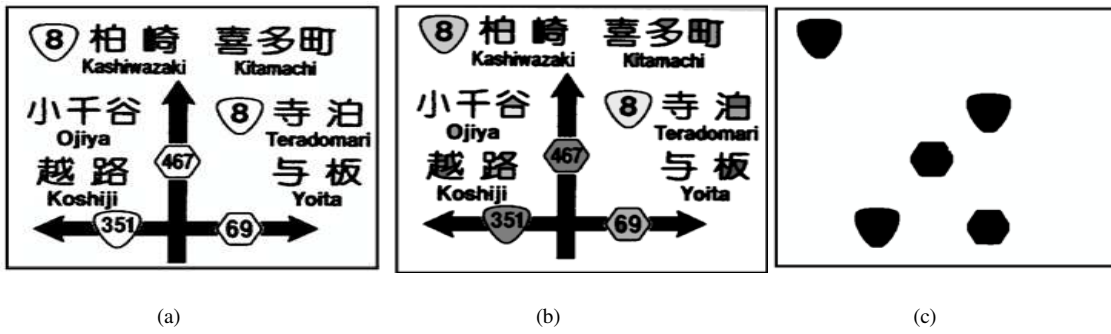 8 柏崎 喜多町
Kashiwazaki Kitamachi
小千谷 8 寺泊
Ojiya Teradomari
467
越路 与板
Koshiji Yoita
351 69
8 柏崎 喜多町
Kashiwazaki Kitamachi
小千谷 8 寺泊
Ojiya Teradomari
467
越路 与板
Koshiji Yoita
351 69
(a) (b) (c)